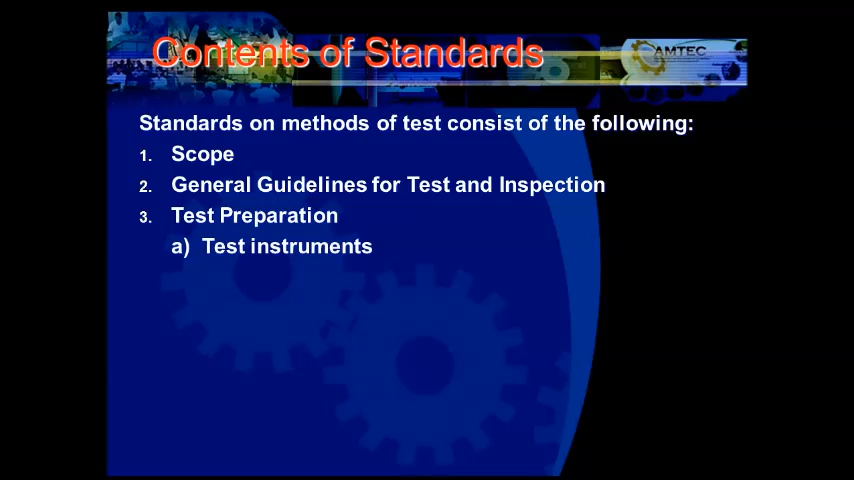 Contents of Standards
AMTEC
Standards on methods of test consist of the following:
1. Scope
2. General Guidelines for Test and Inspection
3. Test Preparation
a) Test instruments